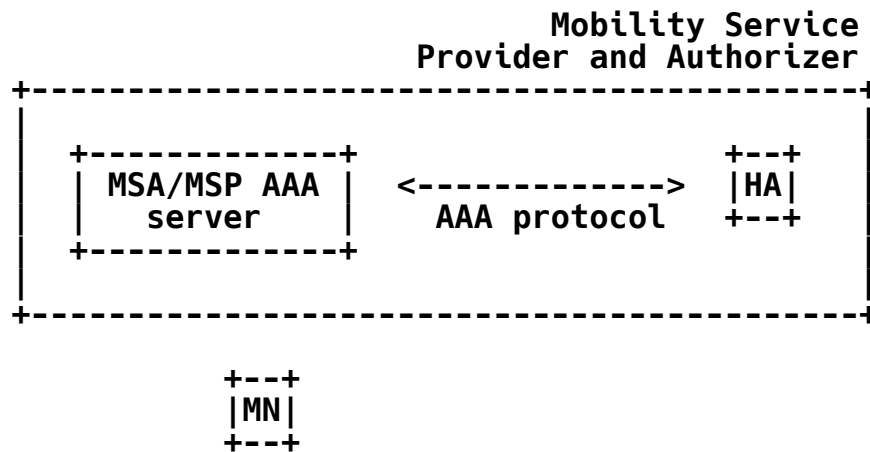 Mobility Service
Provider and Authorizer
+-------------------------------------------+
|                                           |
|  +-------------+                   +--+   |
|  | MSA/MSP AAA |  <------------->  |HA|   |
|  |   server    |    AAA protocol   +--+   |
|  +-------------+                          |
|                                           |
+-------------------------------------------+
+--+
|MN|
+--+